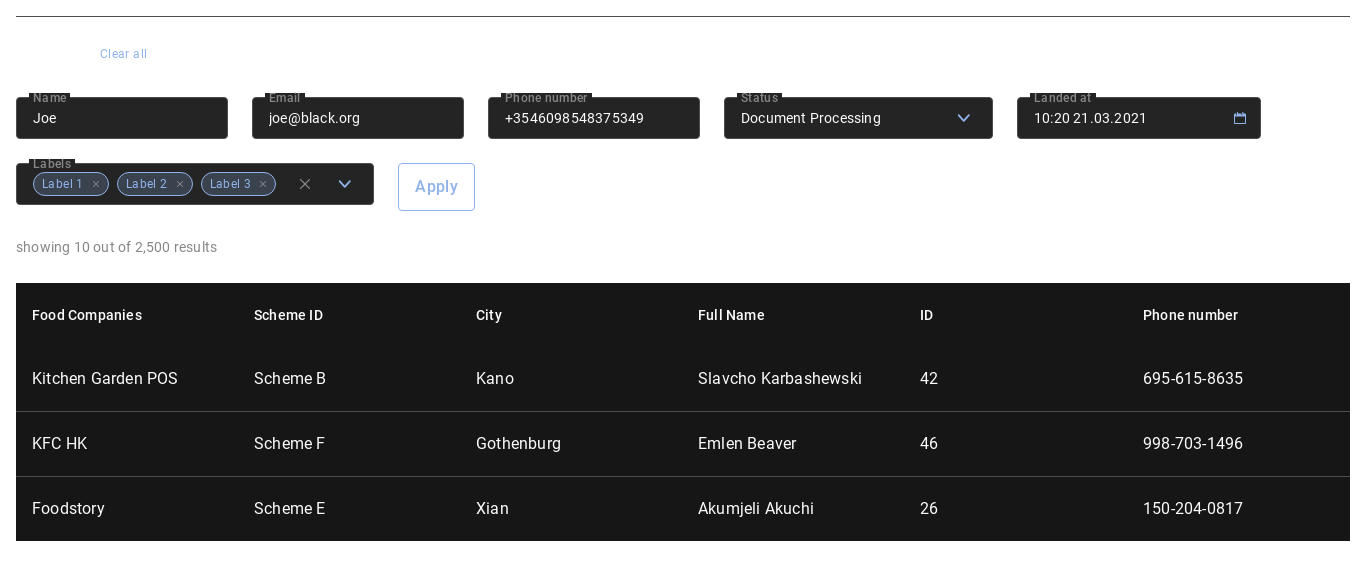 Clear all
Name Email Phone number Status Landed at
Joe joe@black.org +3546098548375349 Document Processing 10:20 21.03.2021
Labels
Label 1 Label 2 Label 3 Apply
showing 10 out of 2,500 results
Food Companies Scheme ID City Full Name ID Phone number
Kitchen Garden POS Scheme B Kano Slavcho Karbashewski 42 695-615-8635
KFC HK Scheme F Gothenburg Emlen Beaver 46 998-703-1496
Foodstory Scheme E Xian Akumjeli Akuchi 26 150-204-0817